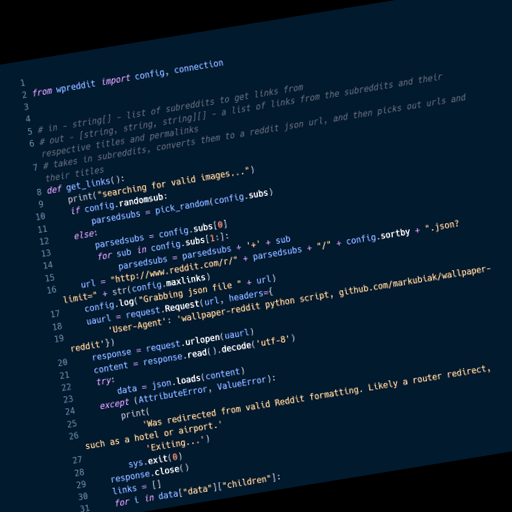 1
2 from wpreddit import config, connection
3
4
5 # in - string[] - list of subreddits to get links from
6 # out - [string, string, string][] - a list of links from the subreddits and their
respective titles and permalinks
7 # takes in subreddits, converts them to a reddit json url, and then picks out urls and
their titles
8 def get_links():
9 print("searching for valid images...")
10 if config.randomsub:
11 parsedsubs = pick_random(config.subs)
12 else:
13 parsedsubs = config.subs[0]
14 for sub in config.subs[1:]:
15 parsedsubs = parsedsubs + '+' + sub
16 url = "http://www.reddit.com/r/" + parsedsubs + "/" + config.sortby + ".json?
limit=" + str(config.maxlinks)
17 config.log("Grabbing json file " + url)
18 uaurl = request.Request(url, headers={
19 'User-Agent': 'wallpaper-reddit python script, github.com/markubiak/wallpaper-
reddit'})
20 response = request.urlopen(uaurl)
21 content = response.read().decode('utf-8')
22 try:
23 data = json.loads(content)
24 except (AttributeError, ValueError):
25 print(
26 'Was redirected from valid Reddit formatting. Likely a router redirect,
such as a hotel or airport.'
27 'Exiting...')
28 sys.exit(0)
29 response.close()
30 links = []
31 for i in data["data"]["children"]: